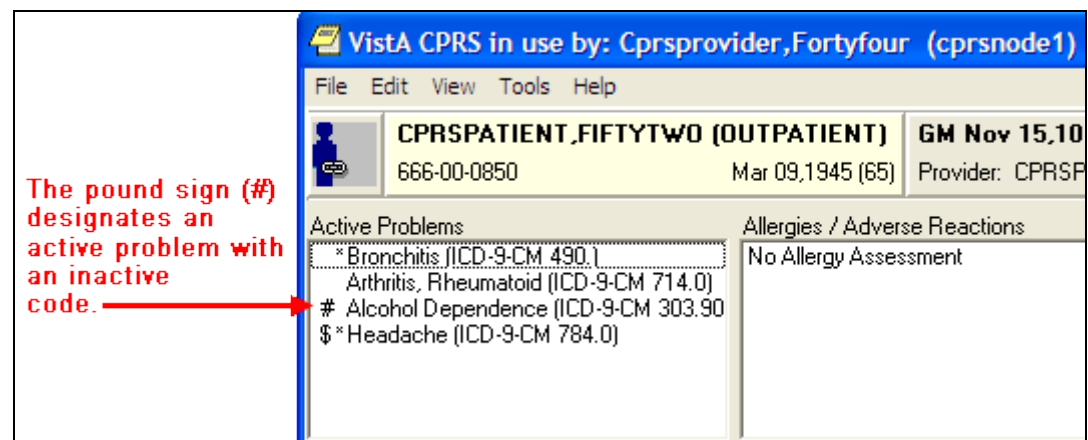 VistA CPRS in use by: Cprsprovider,Fortyfour (cprsnode1)
File Edit View Tools Help
CPRSPATIENT,FIFTYTWO (OUTPATIENT)
666-00-0850 Mar 09,1945 (65)
GM Nov 15,10
Provider: CPRSP
The pound sign (#)
designates an
active problem with
an inactive
code.
Active Problems
* Bronchitis (ICD-9-CM 490.)
Arthritis, Rheumatoid (ICD-9-CM 714.0)
# Alcohol Dependence (ICD-9-CM 303.90
$ * Headache (ICD-9-CM 784.0)
Allergies / Adverse Reactions
No Allergy Assessment